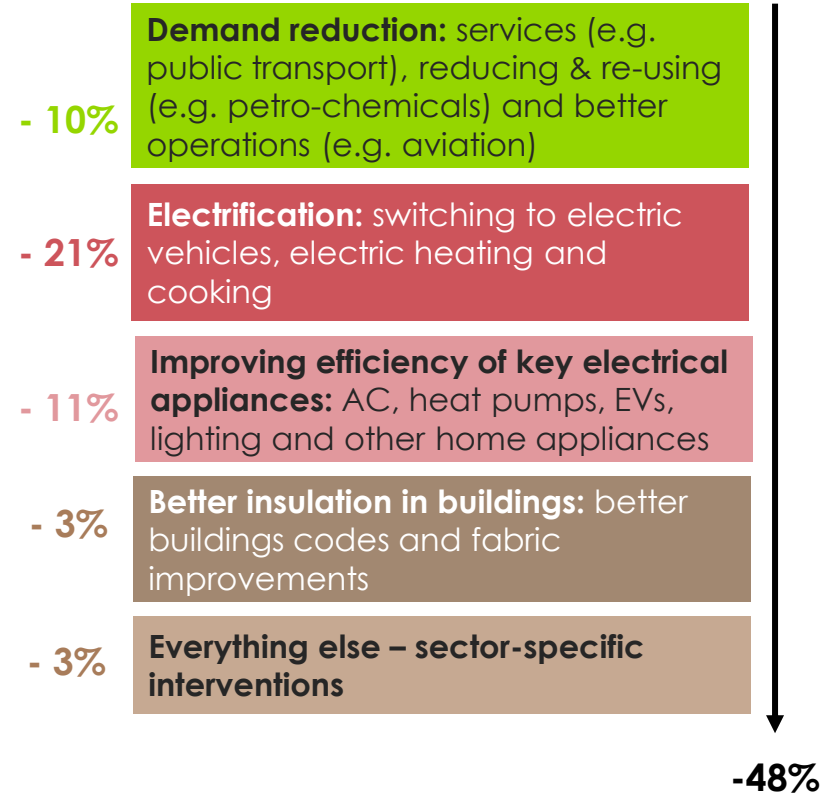 Demand reduction: services (e.g.
public transport), reducing & re-using
(e.g. petro-chemicals) and better
operations (e.g. aviation)
- 10%
Electrification: switching to electric
vehicles, electric heating and
cooking
- 21%
Improving efficiency of key electrical
appliances: AC, heat pumps, EVs,
lighting and other home appliances
- 11%
Better insulation in buildings: better
buildings codes and fabric
improvements
- 3%
Everything else – sector-specific
interventions
- 3%
-48%